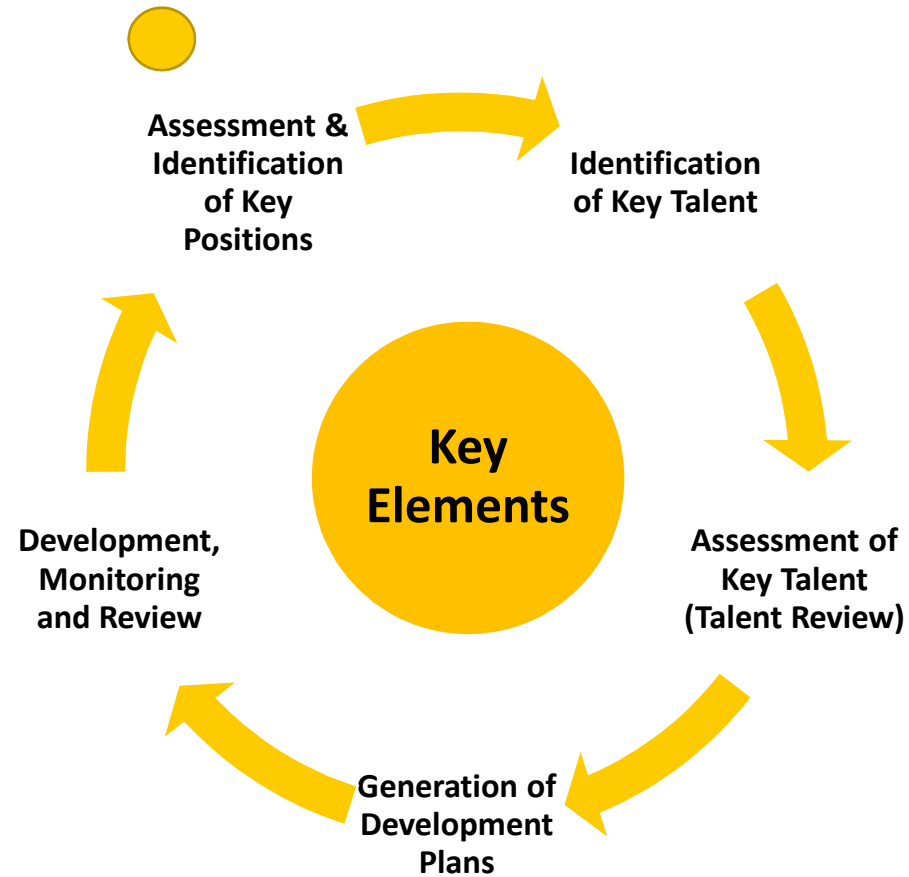 Assessment &
Identification
of Key
Positions
Identification
of Key Talent
Key
Elements
Assessment of
Key Talent
(Talent Review)
Generation of
Development
Plans
Development,
Monitoring
and Review